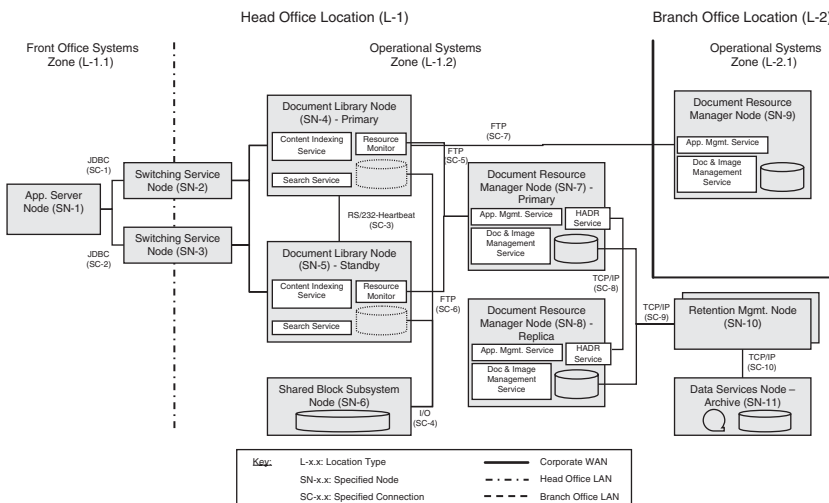 Head Office Location (L-1)
Branch Office Location (L-2)
Front Office Systems
Zone (L-1.1)
Operational Systems
Zone (L-1.2)
Operational Systems
Zone (L-2.1)
Document Library Node
(SN-4) - Primary
Content Indexing
Service
Resource
Monitor
Search Service
FTP
(SC-7)
FTP
(SC-5)
Document Resource
Manager Node (SN-9)
App. Mgmt. Service
Doc & Image
Management
Service
JDBC
(SC-1)
Switching Service
Node (SN-2)
App. Server
Node (SN-1)
Switching Service
Node (SN-3)
JDBC
(SC-2)
RS/232-Heartbeat
(SC-3)
Document Resource
Manager Node (SN-7) -
Primary
App. Mgmt. Service
HADR
Service
Doc & Image
Management
Service
Document Library Node
(SN-5) - Standby
Content Indexing
Service
Resource
Monitor
Search Service
FTP
(SC-6)
TCP/IP
(SC-8)
TCP/IP
(SC-9)
Document Resource
Manager Node (SN-8) -
Replica
App. Mgmt. Service
HADR
Service
Doc & Image
Management
Service
Retention Mgmt. Node
(SN-10)
TCP/IP
(SC-10)
Shared Block Subsystem
Node (SN-6)
I/O
(SC-4)
Data Services Node –
Archive (SN-11)
Key:
L-x.x: Location Type
SN-x.x: Specified Node
SC-x.x: Specified Connection
Corporate WAN
Head Office LAN
Branch Office LAN